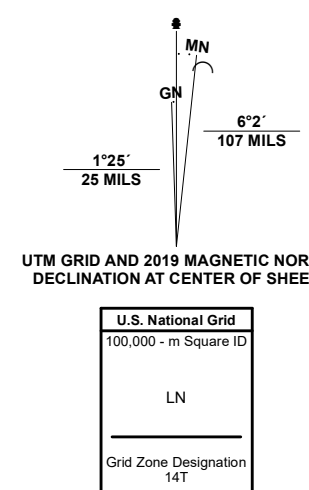 MN
GN
6°2´
107 MILS
1°25´
25 MILS
UTM GRID AND 2019 MAGNETIC NOR
DECLINATION AT CENTER OF SHEE
U.S. National Grid
100,000 - m Square ID
LN
Grid Zone Designation
14T